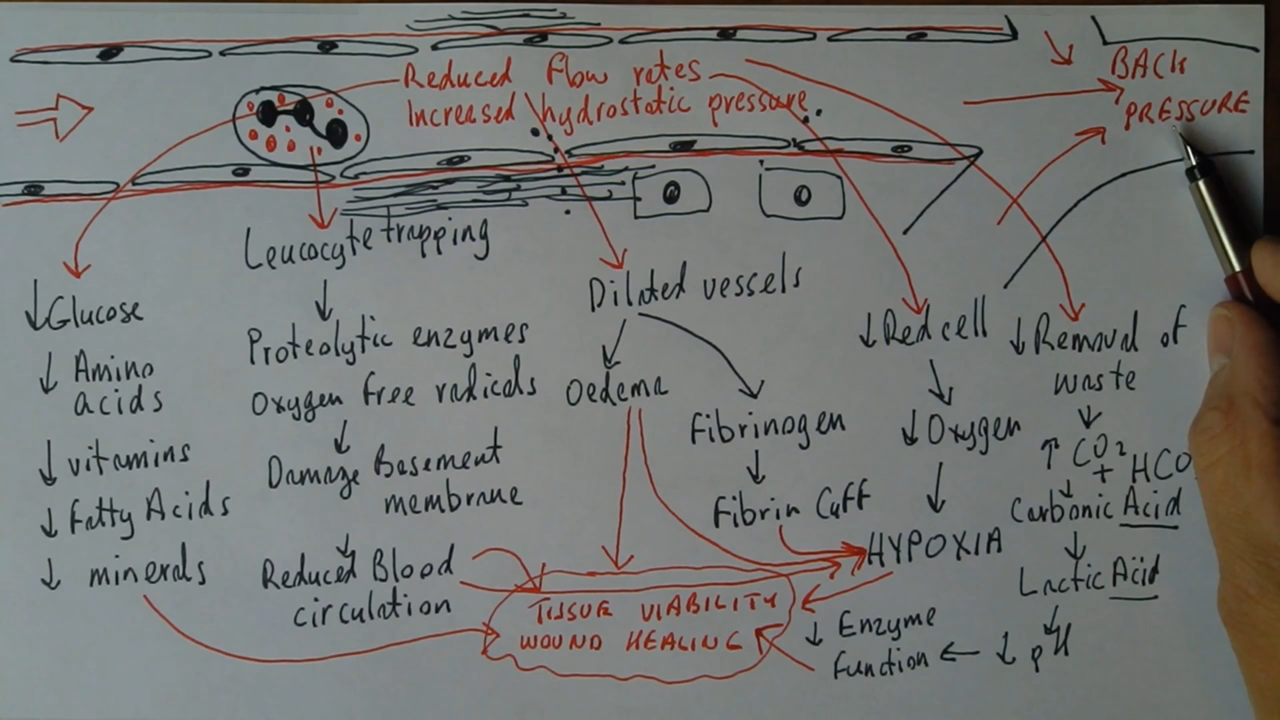 BACK
PRESSURE
Reduced Flow rates
Increased hydrostatic pressure
↓Glucose
↓ Amino
acids
↓ vitamins
↓ Fatty Acids
↓ minerals
Leucocyte trapping
↓
Proteolytic enzymes
Oxygen free radicals
↓
Damage Basement
membrane
↓
Reduced Blood
circulation
Dilated vessels
Oedema
Fibrinogen
↓
Fibrin Cuff
↓ Red cell
↓ Oxygen
↓
HYPOXIA
↓ Removal of
waste
↓
↑ CO2
+ HCO
↓
Carbonic Acid
↓
Lactic Acid
↓
↓ pH
↓ Enzyme
function ←
TISSUE VIABILITY
WOUND HEALING